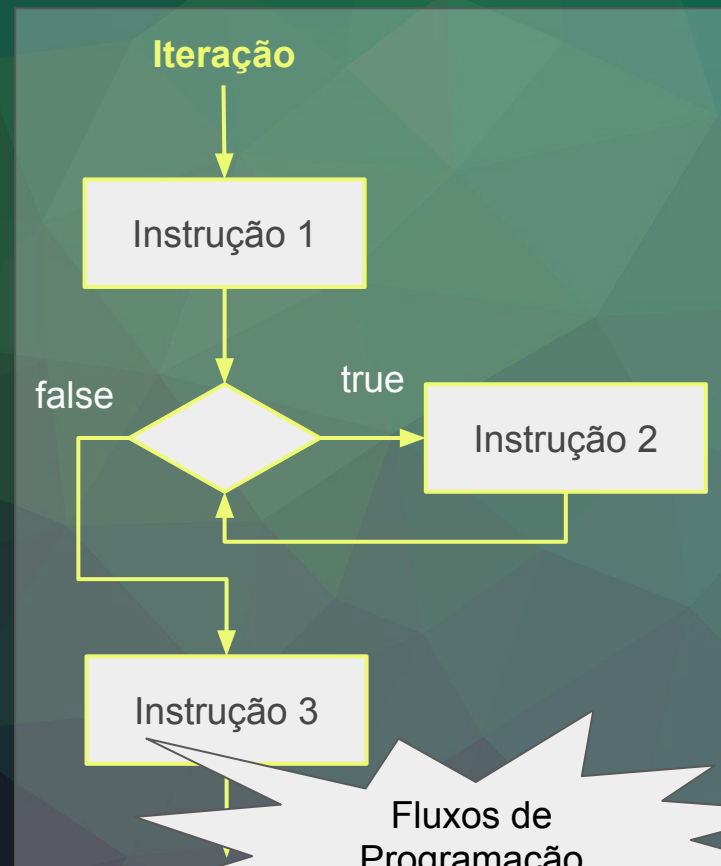 Iteração
Instrução 1
false
true
Instrução 2
Instrução 3
Fluxos de
Programação